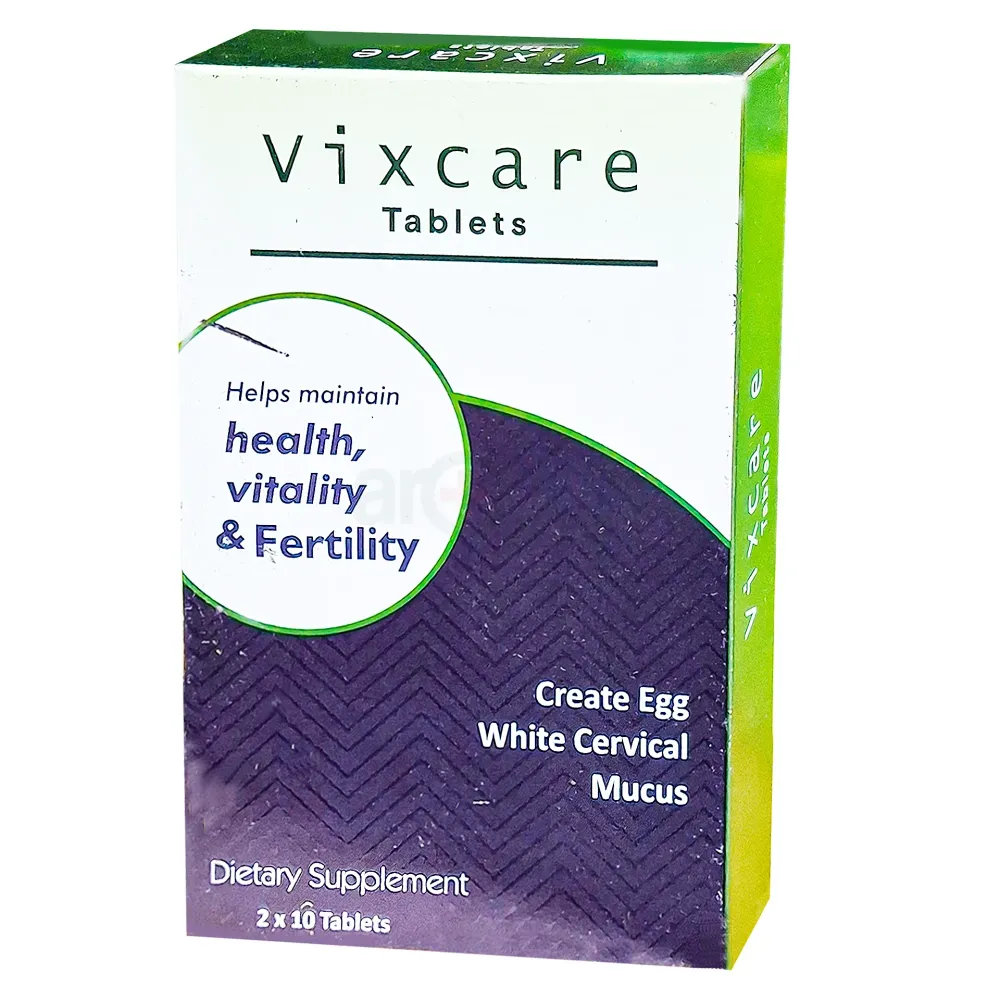 vixcare
Tablets
Vixcare
Tablets
Helps maintain
health,
vitality
& Fertility
Create Egg
White Cervical
Mucus
Dietary Supplement
2 x 10 Tablets
vixcare
Tablets